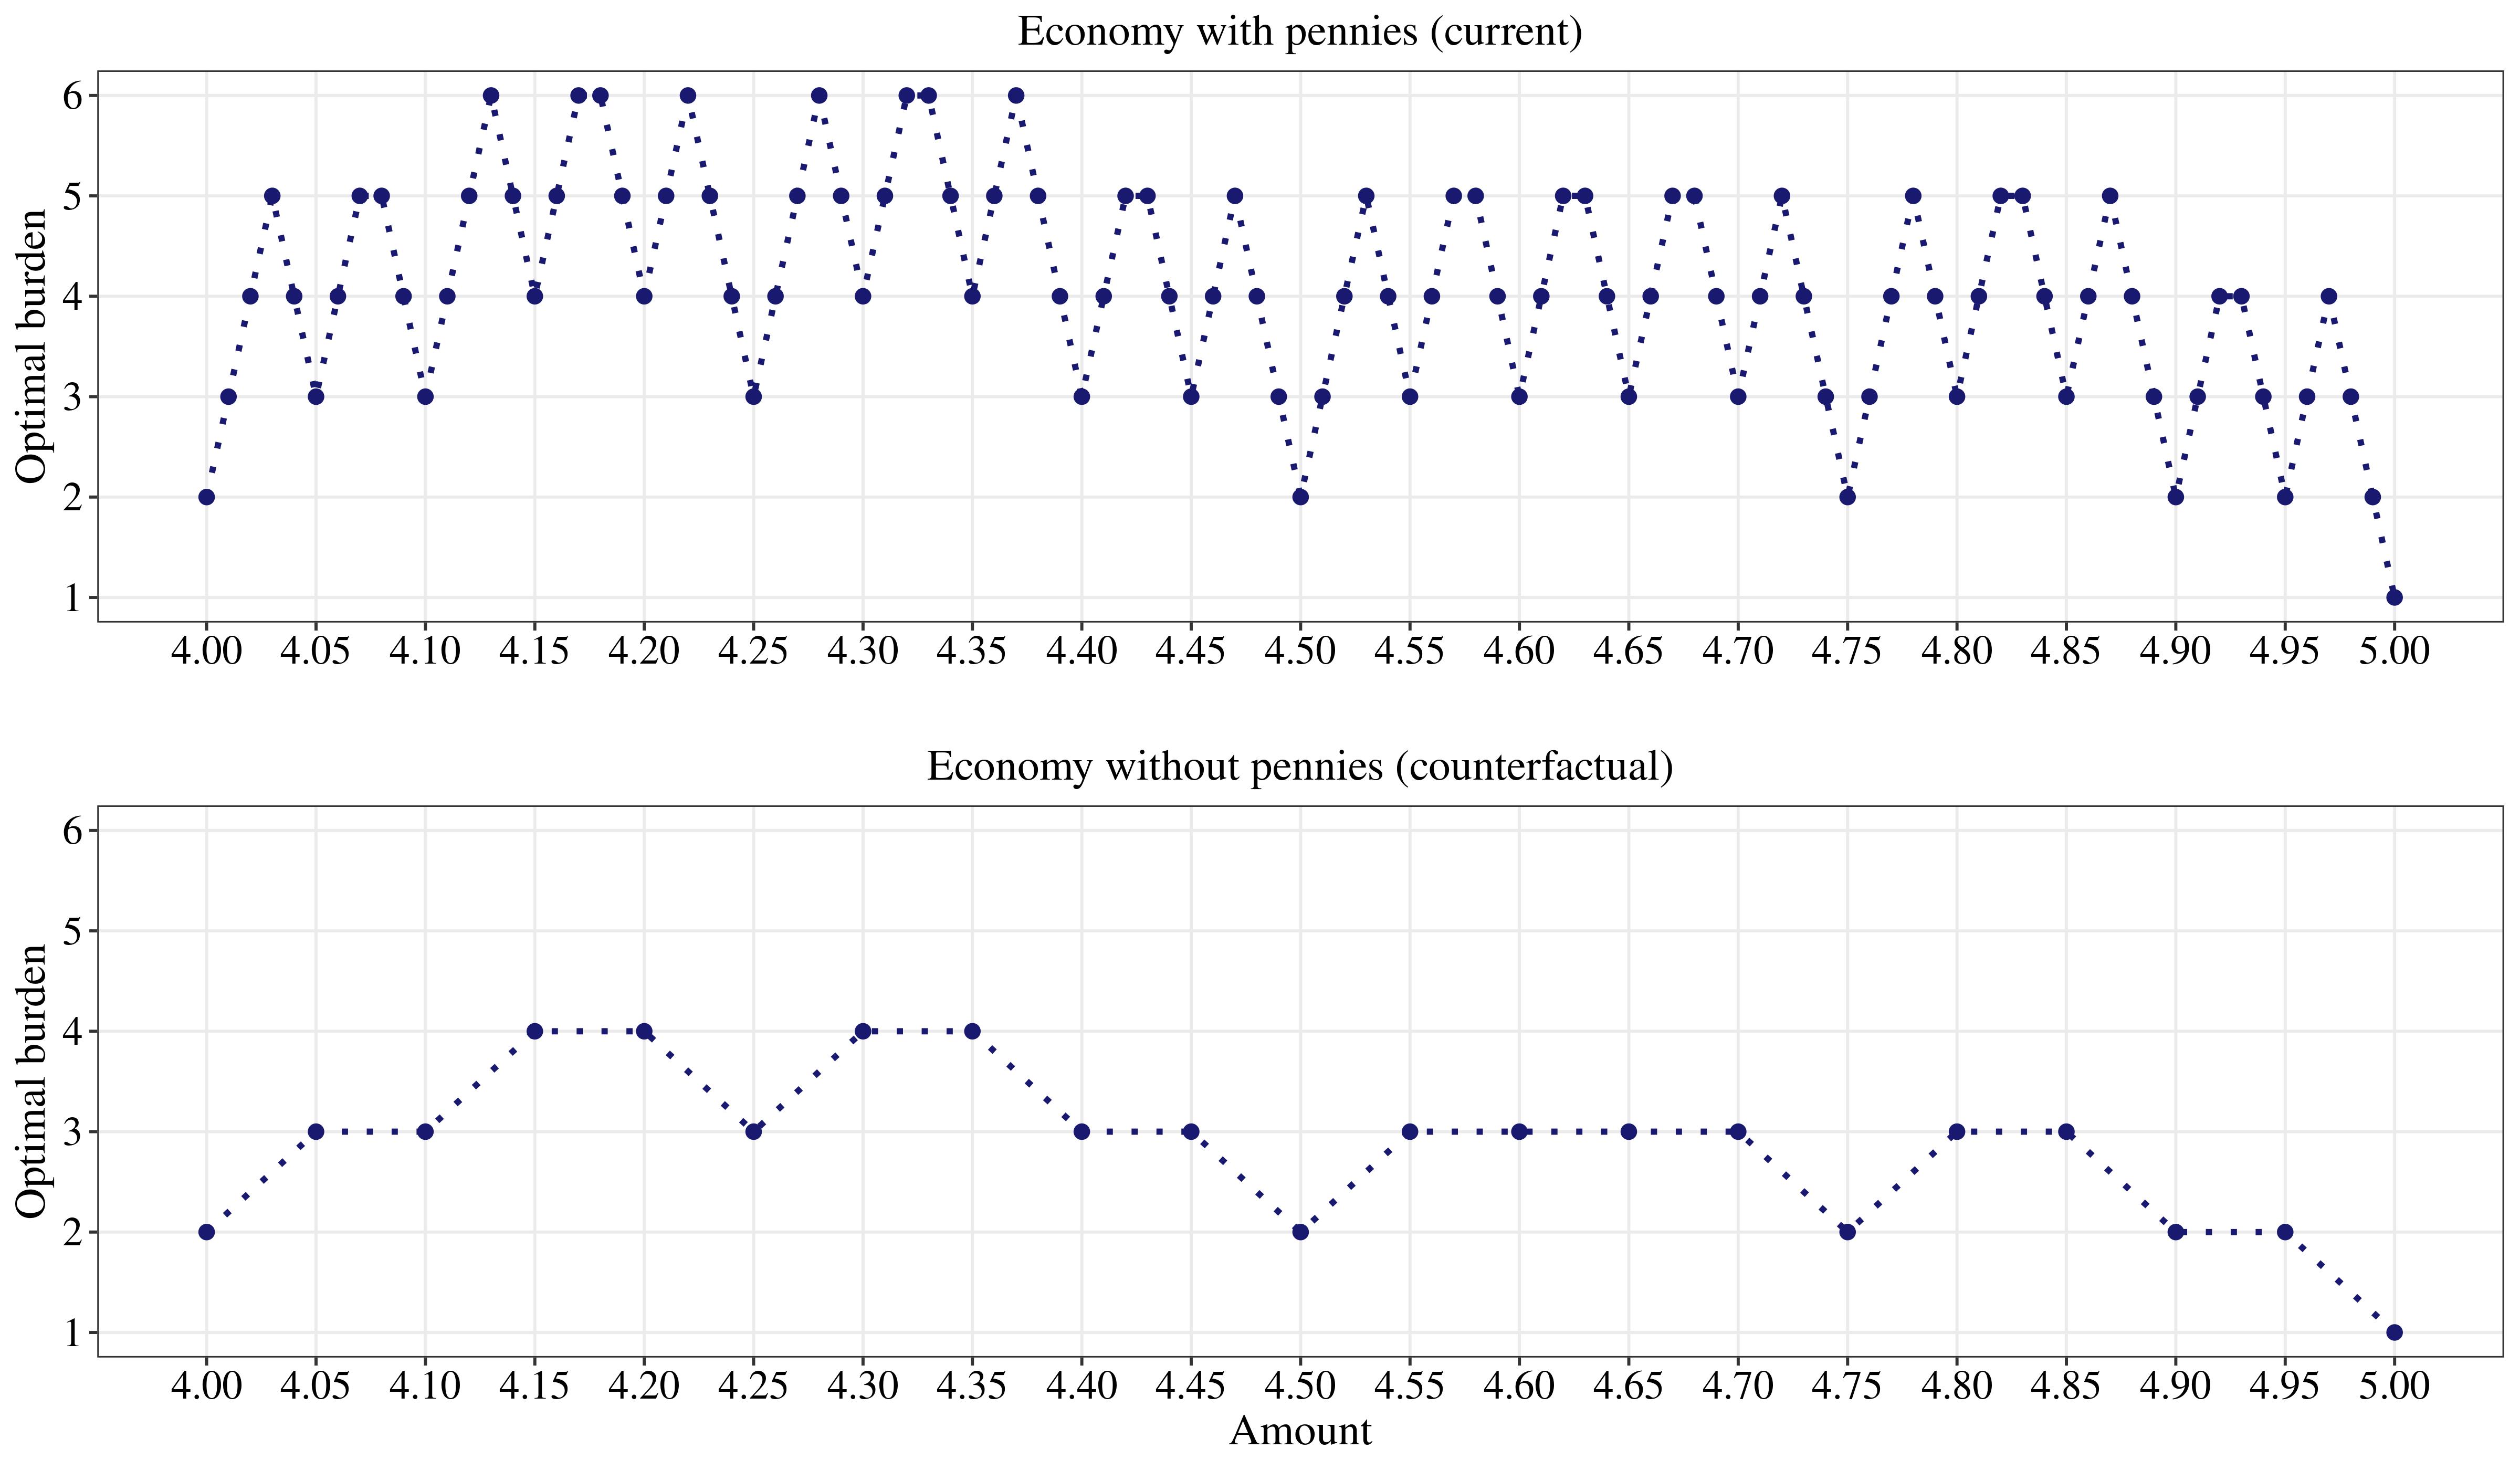 Economy with pennies (current)
Optimal burden
6
5
4
3
2
1
4.00 4.05 4.10 4.15 4.20 4.25 4.30 4.35 4.40 4.45 4.50 4.55 4.60 4.65 4.70 4.75 4.80 4.85 4.90 4.95 5.00
Economy without pennies (counterfactual)
Optimal burden
6
5
4
3
2
1
4.00 4.05 4.10 4.15 4.20 4.25 4.30 4.35 4.40 4.45 4.50 4.55 4.60 4.65 4.70 4.75 4.80 4.85 4.90 4.95 5.00
Amount